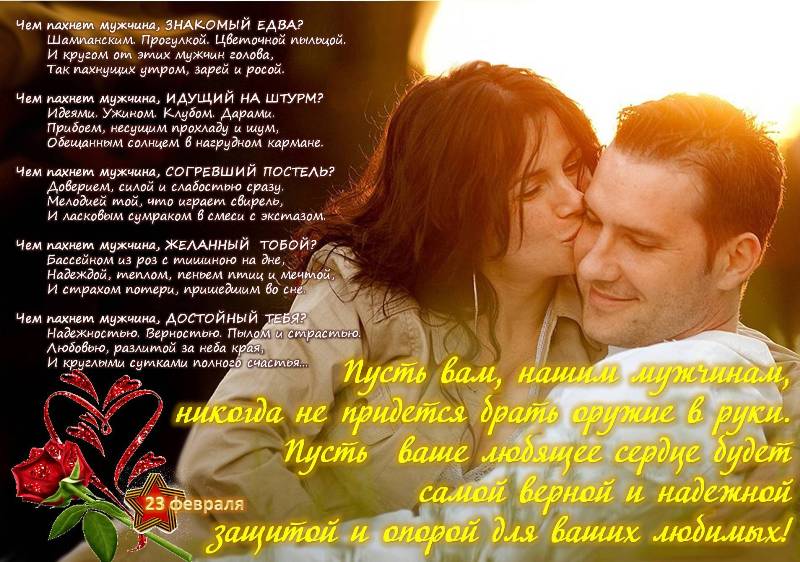 Чем пахнет мужчина, ЗНАКОМЫЙ ЕДВА?
Шампанским. Прогулкой. Цветочной пыльцой.
И кругом от этих мужчин голова,
Так пахнущих утром, зарей и росой.
Чем пахнет мужчина, ИДУЩИЙ НА ШТУРМ?
Идеями. Ужином. Клубом. Дарами.
Прибоем, несущим прохладу и шум,
Обещанным солнцем в нагрудном кармане.
Чем пахнет мужчина, СОГРЕВШИЙ ПОСТЕЛЬ?
Доверием, силой и слабостью сразу.
Мелодией той, что играет свирель,
И ласковым сумраком в смеси с экстазом.
Чем пахнет мужчина, ЖЕЛАННЫЙ ТОБОЙ?
Бассейном из роз с тишиною на дне,
Надеждой, теплом, пеньем птиц и мечтой,
И страхом потери, пришедшим во сне.
Чем пахнет мужчина, ДОСТОЙНЫЙ ТЕБЯ?
Надежностью. Верностью. Пылом и страстью.
Любовью, разлитой за неба края,
И круглыми сутками полного счастья...
Пусть вам, нашим мужчинам,
никогда не придется брать оружие в руки.
Пусть ваше любящее сердце будет
самой верной и надежной
защитой и опорой для ваших любимых!
23 февраля